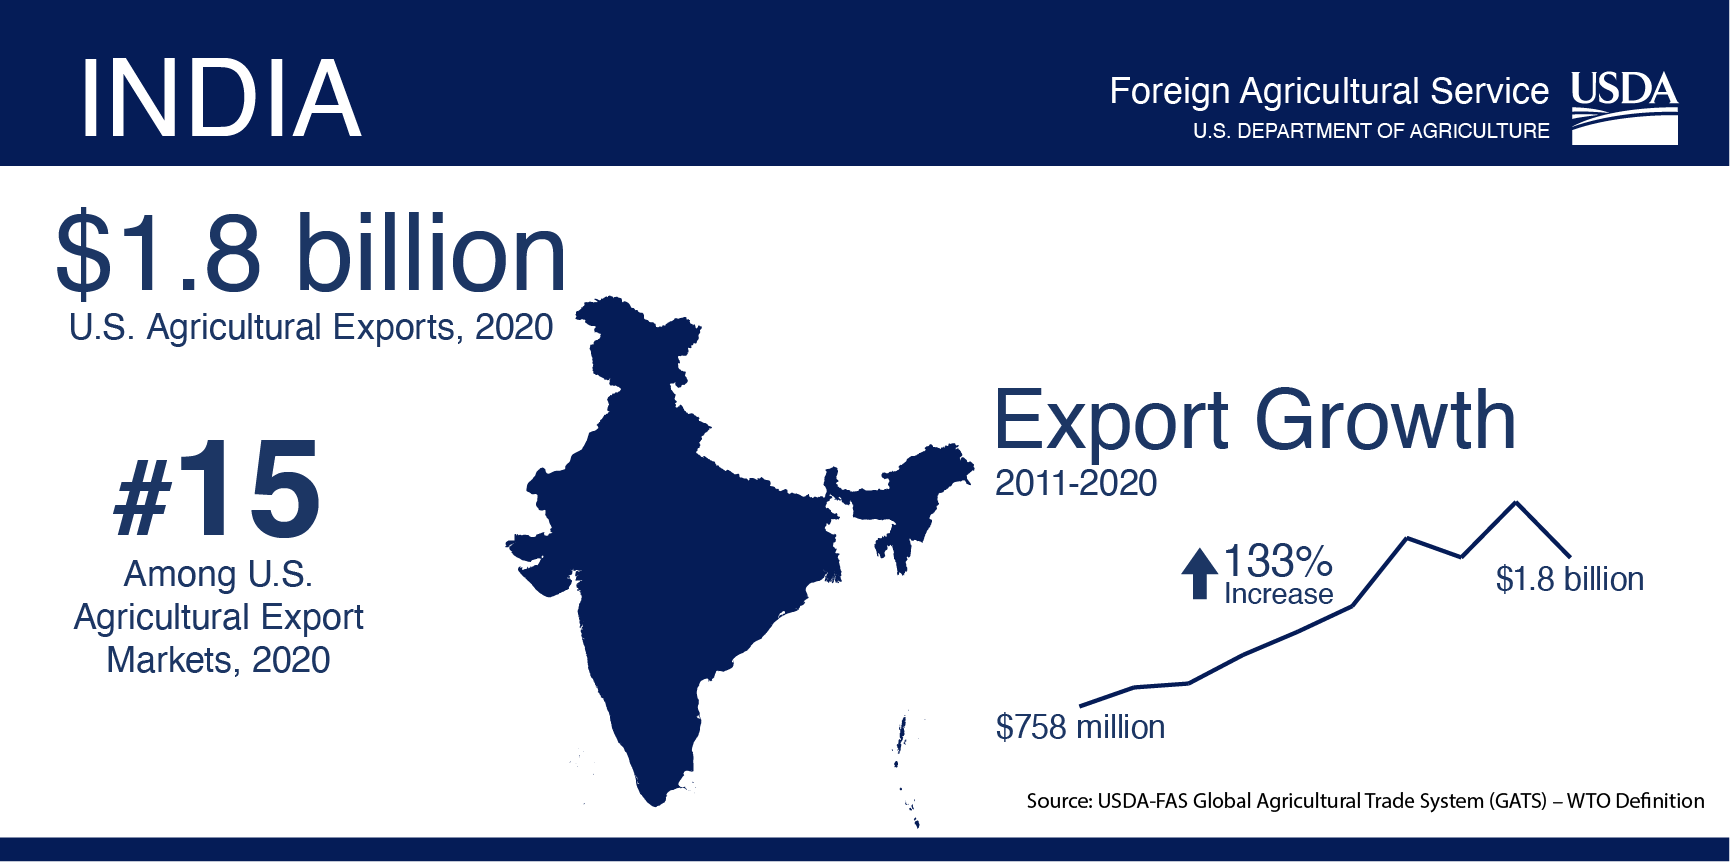 INDIA
Foreign Agricultural Service
U.S. DEPARTMENT OF AGRICULTURE
USDA
$1.8 billion
U.S. Agricultural Exports, 2020
#15
Among U.S.
Agricultural Export
Markets, 2020
Export Growth
2011-2020
133%
Increase
$1.8 billion
$758 million
Source: USDA-FAS Global Agricultural Trade System (GATS) – WTO Definition